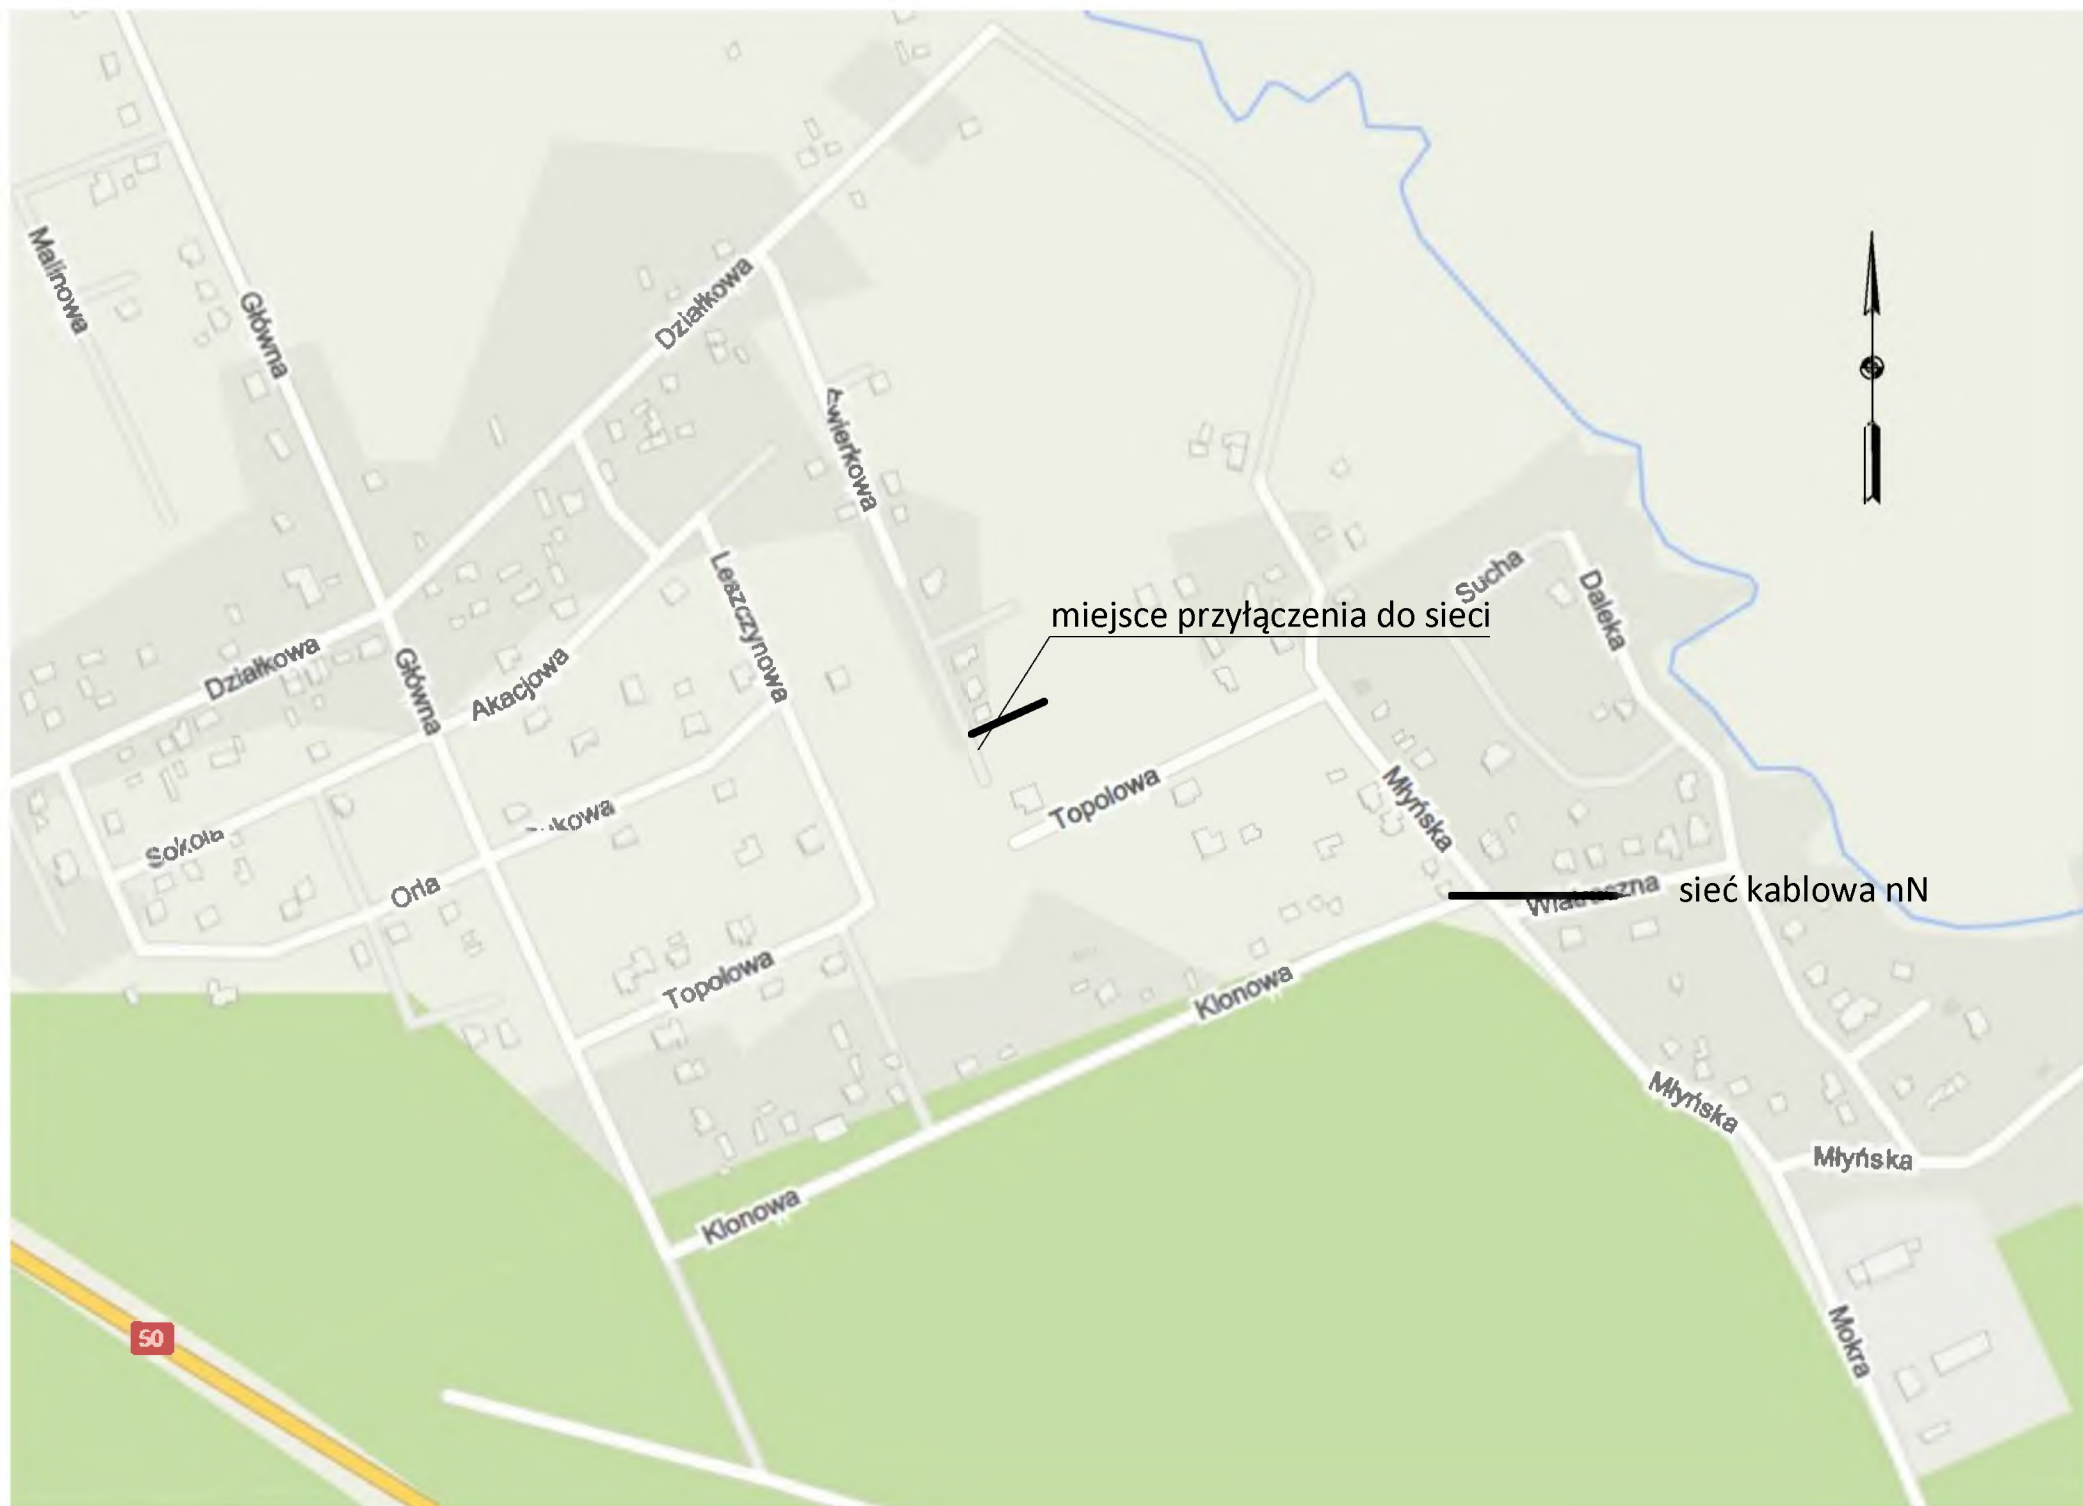 Malinowa
Główna
Działkowa
Leszczynowa
miejsce przyłączenia do sieci
Sucha
Daleka
Działkowa
Główna
Akacjowa
Topolowa
Młyńska
Sokola
Orla
sieć kablowa nN
Topolowa
Klonowa
Młyńska
Młyńska
Klonowa
50
Mokra